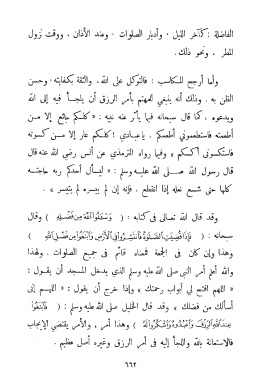 الفاضلة : كآخر الليل ، وأدبار الصلوات . وعند الأذان ، ووقت نزول
المطر ، ونحو ذلك .
وأما أرجح المكاسب : فالتوكل على الله، والثقة بكفايته . وحسن
الظن به . وذلك أنه ينبغي للمهتم بأمر الرزق أن يلجأ فيه إلى الله
ويدعوه ، كما قال سبحانه فيما يأثر عنه نبيه : « كلكم جائع إلا من
أطعمته فاستطعموني أطعمكم . يا عبادي ! كلكم عار إلا من كسوته
فاستكسوني أكسكم » وفيما رواه الترمذي عن أنس رضي الله عنه قال
قال رسول الله صلى الله عليه وسلم : « ليسأل أحدكم ربه حاجته
كلها حتى شسع نعله إذا انقطع . فإنه إن لم ييسره لم يتيسر » .
وقد قال الله تعالى في كتابه : ( وَسْـَٔلُوا۟ ٱللَّهَ مِن فَضْلِهِ ) وقال
سبحانه : ( فَإِذَا قُضِيَتِ ٱلصَّلَوٰةُ فَٱنتَشِرُوا۟ فِى ٱلْأَرْضِ وَٱبْتَغُوا۟ مِن فَضْلِ ٱللَّهِ )
وهذا وإن كان في الجمعة فمعناه قائم في جميع الصلوات . ولهذا
والله أعلم أمر النبي صلى الله عليه وسلم الذي يدخل المسجد أن يقول :
« اللهم افتح لي أبواب رحمتك » وإذا خرج أن يقول : « اللهم إني
أسألك من فضلك » وقد قال الخليل صلى الله عليه وسلم : ( فَٱبْتَغُوا۟
عِندَ ٱللَّهِ ٱلرِّزْقَ وَٱعْبُدُوهُ وَٱشْكُرُوا۟ لَهُ ) وهذا أمر ، والأمر يقتضي الإيجاب
فالاستعانة بالله واللجأ إليه في أمر الرزق وغيره أصل عظيم .
٦٦٢